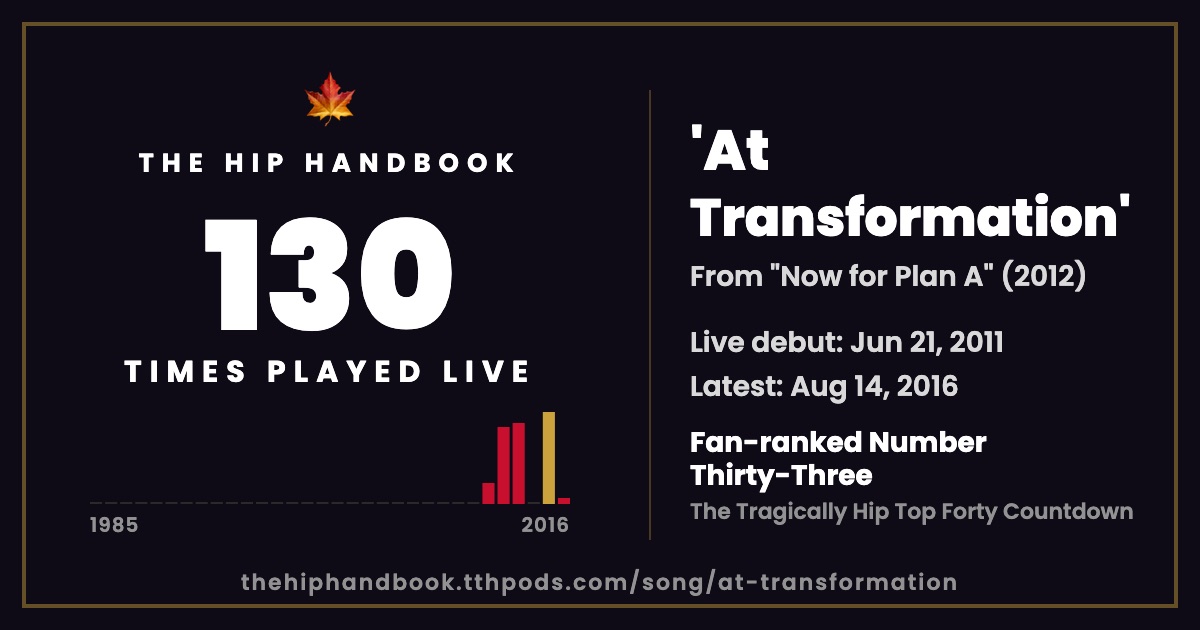 THE HIP HANDBOOK
130
TIMES PLAYED LIVE
1985
2016
'At
Transformation'
From "Now for Plan A" (2012)
Live debut: Jun 21, 2011
Latest: Aug 14, 2016
Fan-ranked Number
Thirty-Three
The Tragically Hip Top Forty Countdown
thehiphandbook.tthpods.com/song/at-transformation